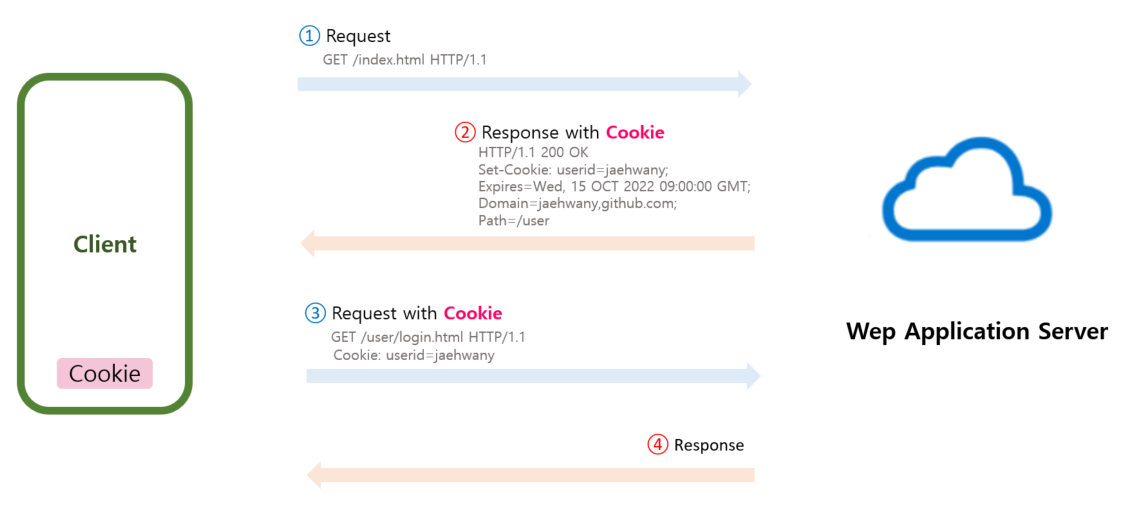 ① Request
GET /index.html HTTP/1.1
② Response with Cookie
HTTP/1.1 200 OK
Set-Cookie: userid=jaehwany;
Expires=Wed, 15 OCT 2022 09:00:00 GMT;
Domain=jaehwany,github.com;
Path=/user
Client
③ Request with Cookie
GET /user/login.html HTTP/1.1
Cookie: userid=jaehwany
Wep Application Server
Cookie
④ Response